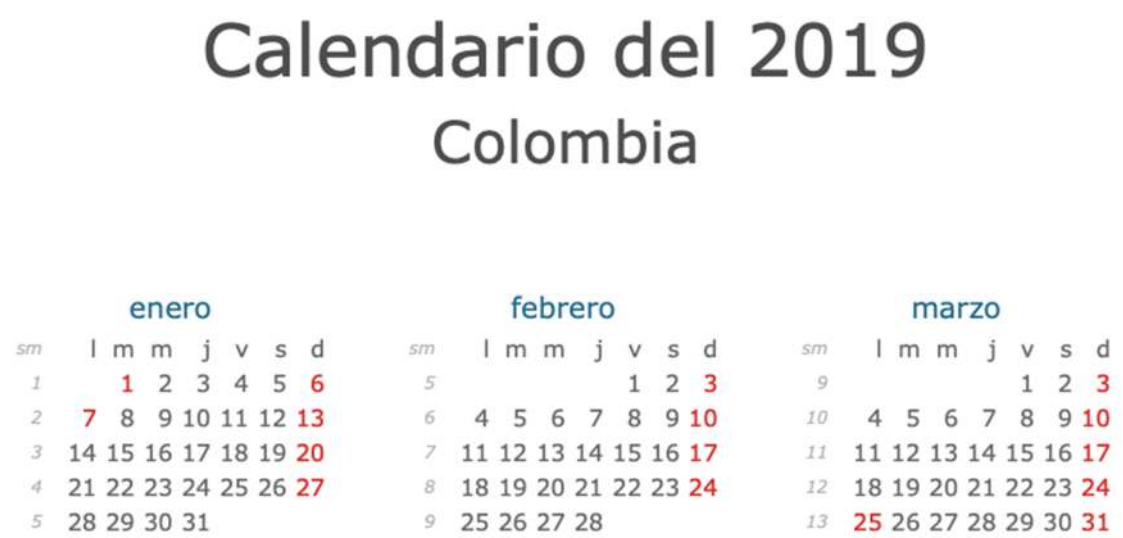 Calendario del 2019
Colombia
enero febrero marzo
sm l m m j v s d sm l m m j v s d sm l m m j v s d
1 1 2 3 4 5 6 5 1 2 3 9 1 2 3
2 7 8 9 10 11 12 13 6 4 5 6 7 8 9 10 10 4 5 6 7 8 9 10
3 14 15 16 17 18 19 20 7 11 12 13 14 15 16 17 11 11 12 13 14 15 16 17
4 21 22 23 24 25 26 27 8 18 19 20 21 22 23 24 12 18 19 20 21 22 23 24
5 28 29 30 31 9 25 26 27 28 13 25 26 27 28 29 30 31